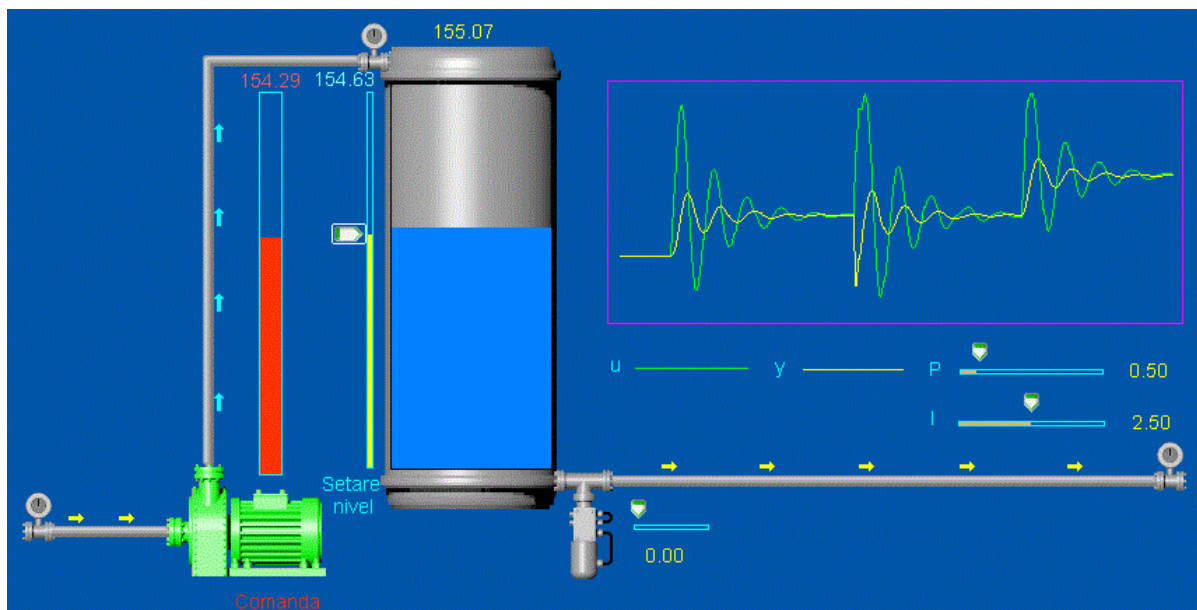 155.07
154.29
154.63
u
y
P
0.50
I
2.50
Setare
nivel
0.00
Comanda